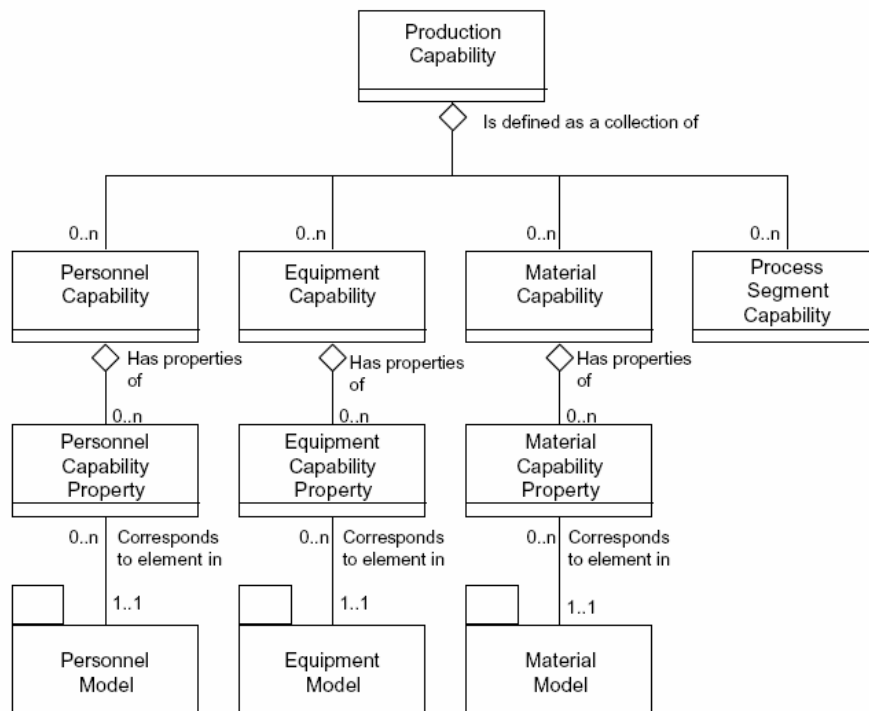 Production
Capability
Is defined as a collection of
0..n
0..n
0..n
0..n
Personnel
Capability
Equipment
Capability
Material
Capability
Process
Segment
Capability
Has properties
of
Has properties
of
Has properties
of
0..n
0..n
0..n
Personnel
Capability
Property
Equipment
Capability
Property
Material
Capability
Property
0..n
Corresponds
to element in
0..n
Corresponds
to element in
0..n
Corresponds
to element in
1..1
1..1
1..1
Personnel
Model
Equipment
Model
Material
Model